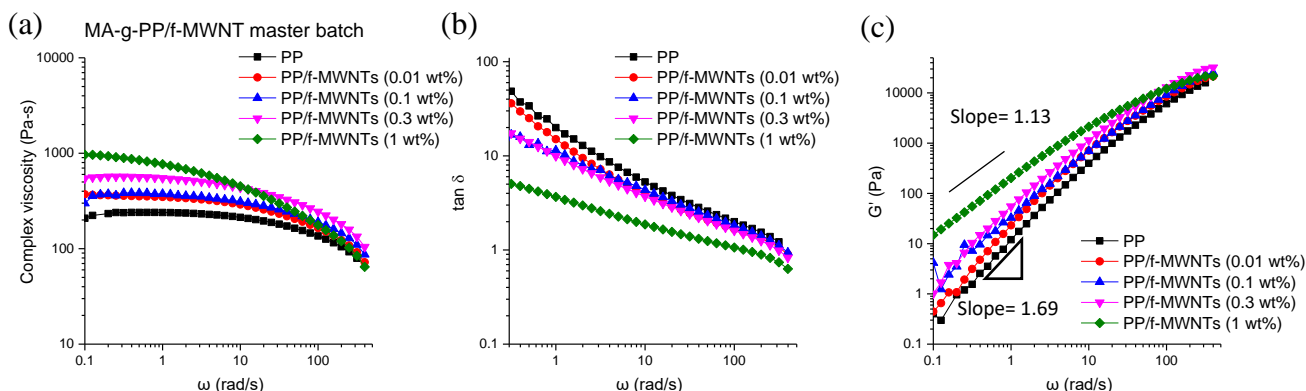 (a)
MA-g-PP/f-MWNT master batch
10000
1000
100
10
0.1
1
10
100
Complex viscosity (Pa-s)
ω (rad/s)
PP
PP/f-MWNTs (0.01 wt%)
PP/f-MWNTs (0.1 wt%)
PP/f-MWNTs (0.3 wt%)
PP/f-MWNTs (1 wt%)
(b)
100
10
1
0.1
1
10
100
tan δ
ω (rad/s)
PP
PP/f-MWNTs (0.01 wt%)
PP/f-MWNTs (0.1 wt%)
PP/f-MWNTs (0.3 wt%)
PP/f-MWNTs (1 wt%)
(c)
10000
1000
100
10
1
0.1
0.1
1
10
100
G' (Pa)
ω (rad/s)
Slope= 1.13
Slope= 1.69
PP
PP/f-MWNTs (0.01 wt%)
PP/f-MWNTs (0.1 wt%)
PP/f-MWNTs (0.3 wt%)
PP/f-MWNTs (1 wt%)